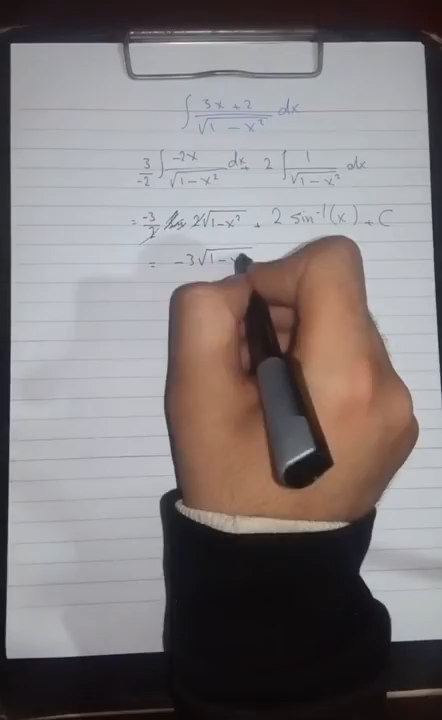 ∫ 3x + 2 / √1 - x² dx
3/-2 ∫ -2x / √1 - x² dx + 2 ∫ 1 / √1 - x² dx
= -3/2 2√1-x² + 2 sin⁻¹(x) + C
= -3√1-x